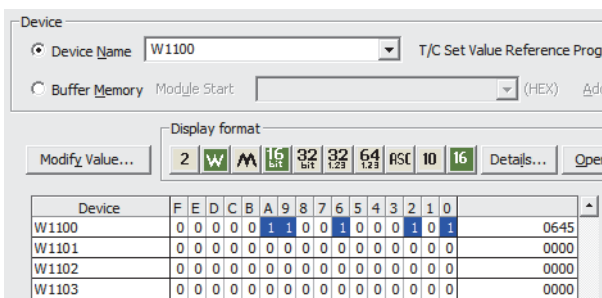 Device
Device Name W1100 T/C Set Value Reference Prog
Buffer Memory Module Start (HEX) Add
Display format
Modify Value... 2 W M 16 bit 32 bit 32 1.23 64 1.23 ASC 10 16 Details... Oper
Device F E D C B A 9 8 7 6 5 4 3 2 1 0
W1100 0 0 0 0 0 1 1 0 0 1 0 0 0 1 0 1 0645
W1101 0 0 0 0 0 0 0 0 0 0 0 0 0 0 0 0 0000
W1102 0 0 0 0 0 0 0 0 0 0 0 0 0 0 0 0 0000
W1103 0 0 0 0 0 0 0 0 0 0 0 0 0 0 0 0 0000